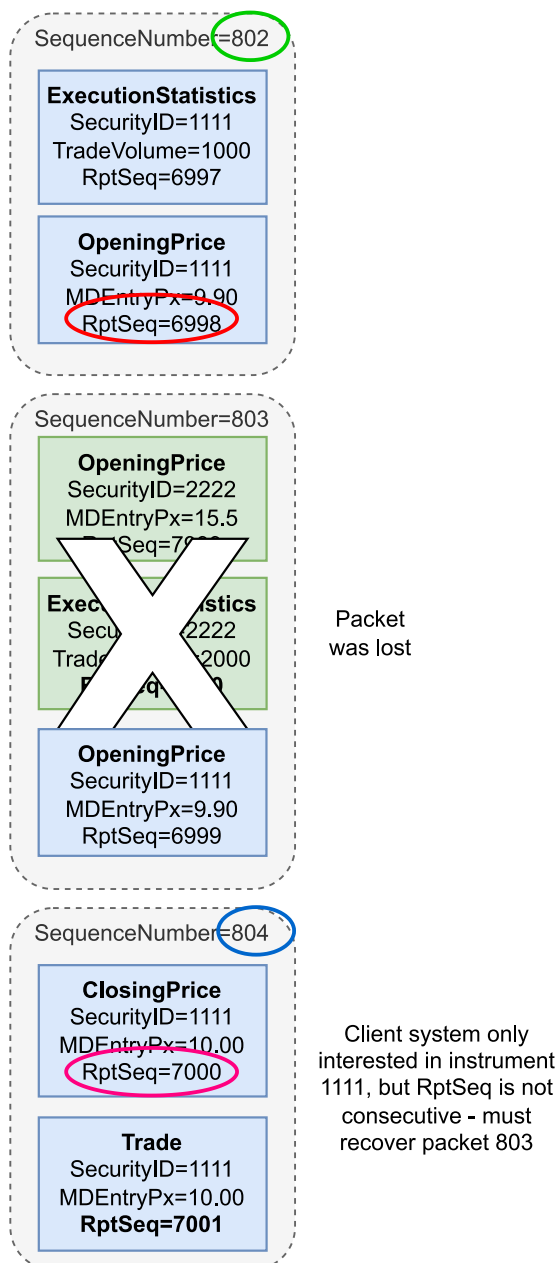 SequenceNumber=802
ExecutionStatistics
SecurityID=1111
TradeVolume=1000
RptSeq=6997
OpeningPrice
SecurityID=1111
MDEntryPx=9.90
RptSeq=6998
SequenceNumber=803
OpeningPrice
SecurityID=2222
MDEntryPx=15.5
OpeningPrice
SecurityID=1111
MDEntryPx=9.90
RptSeq=6999
Packet
was lost
SequenceNumber=804
ClosingPrice
SecurityID=1111
MDEntryPx=10.00
RptSeq=7000
Trade
SecurityID=1111
MDEntryPx=10.00
RptSeq=7001
Client system only
interested in instrument
1111, but RptSeq is not
consecutive - must
recover packet 803